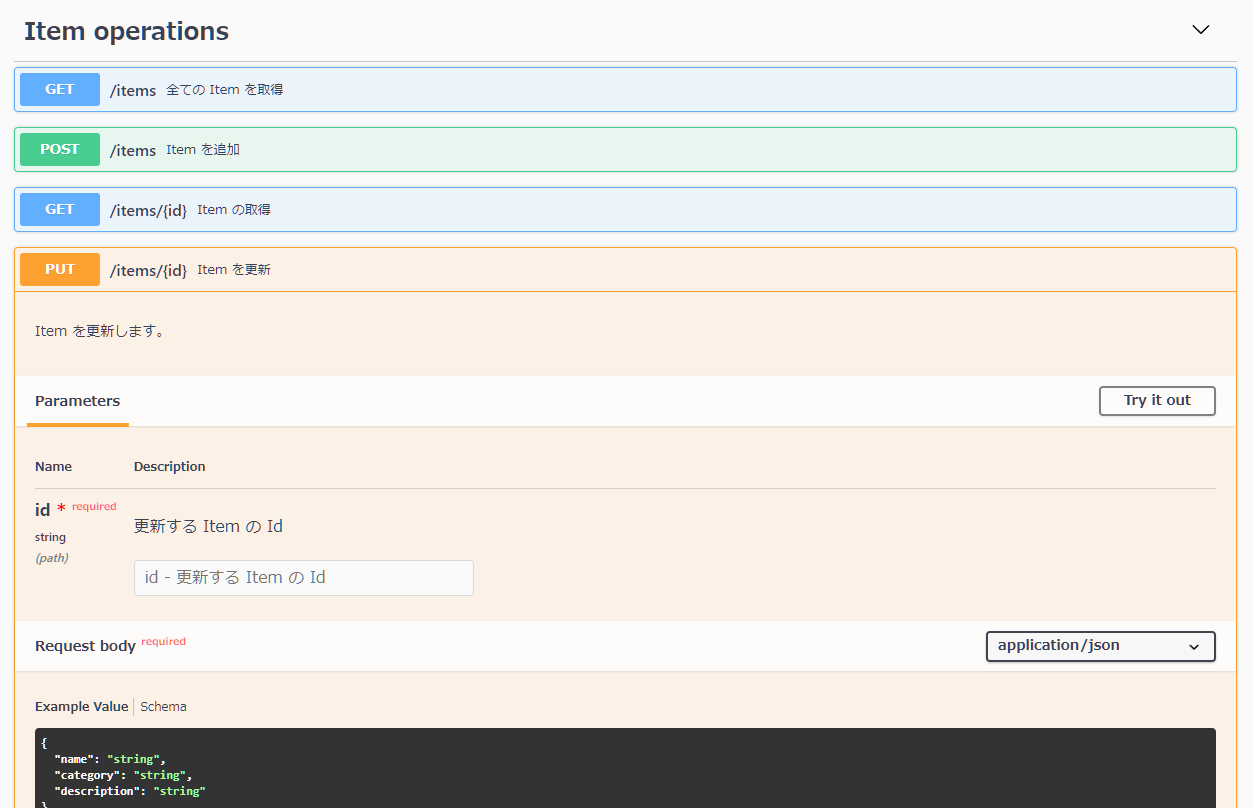 Item operations
GET /items 全ての Item を取得
POST /items Item を追加
GET /items/{id} Item の取得
PUT /items/{id} Item を更新
Item を更新します。
Parameters Try it out
Name Description
id * required
string
(path)
更新する Item の Id
id - 更新する Item の Id
Request body required application/json
Example Value Schema
{
"name": "string",
"category": "string",
"description": "string"
}